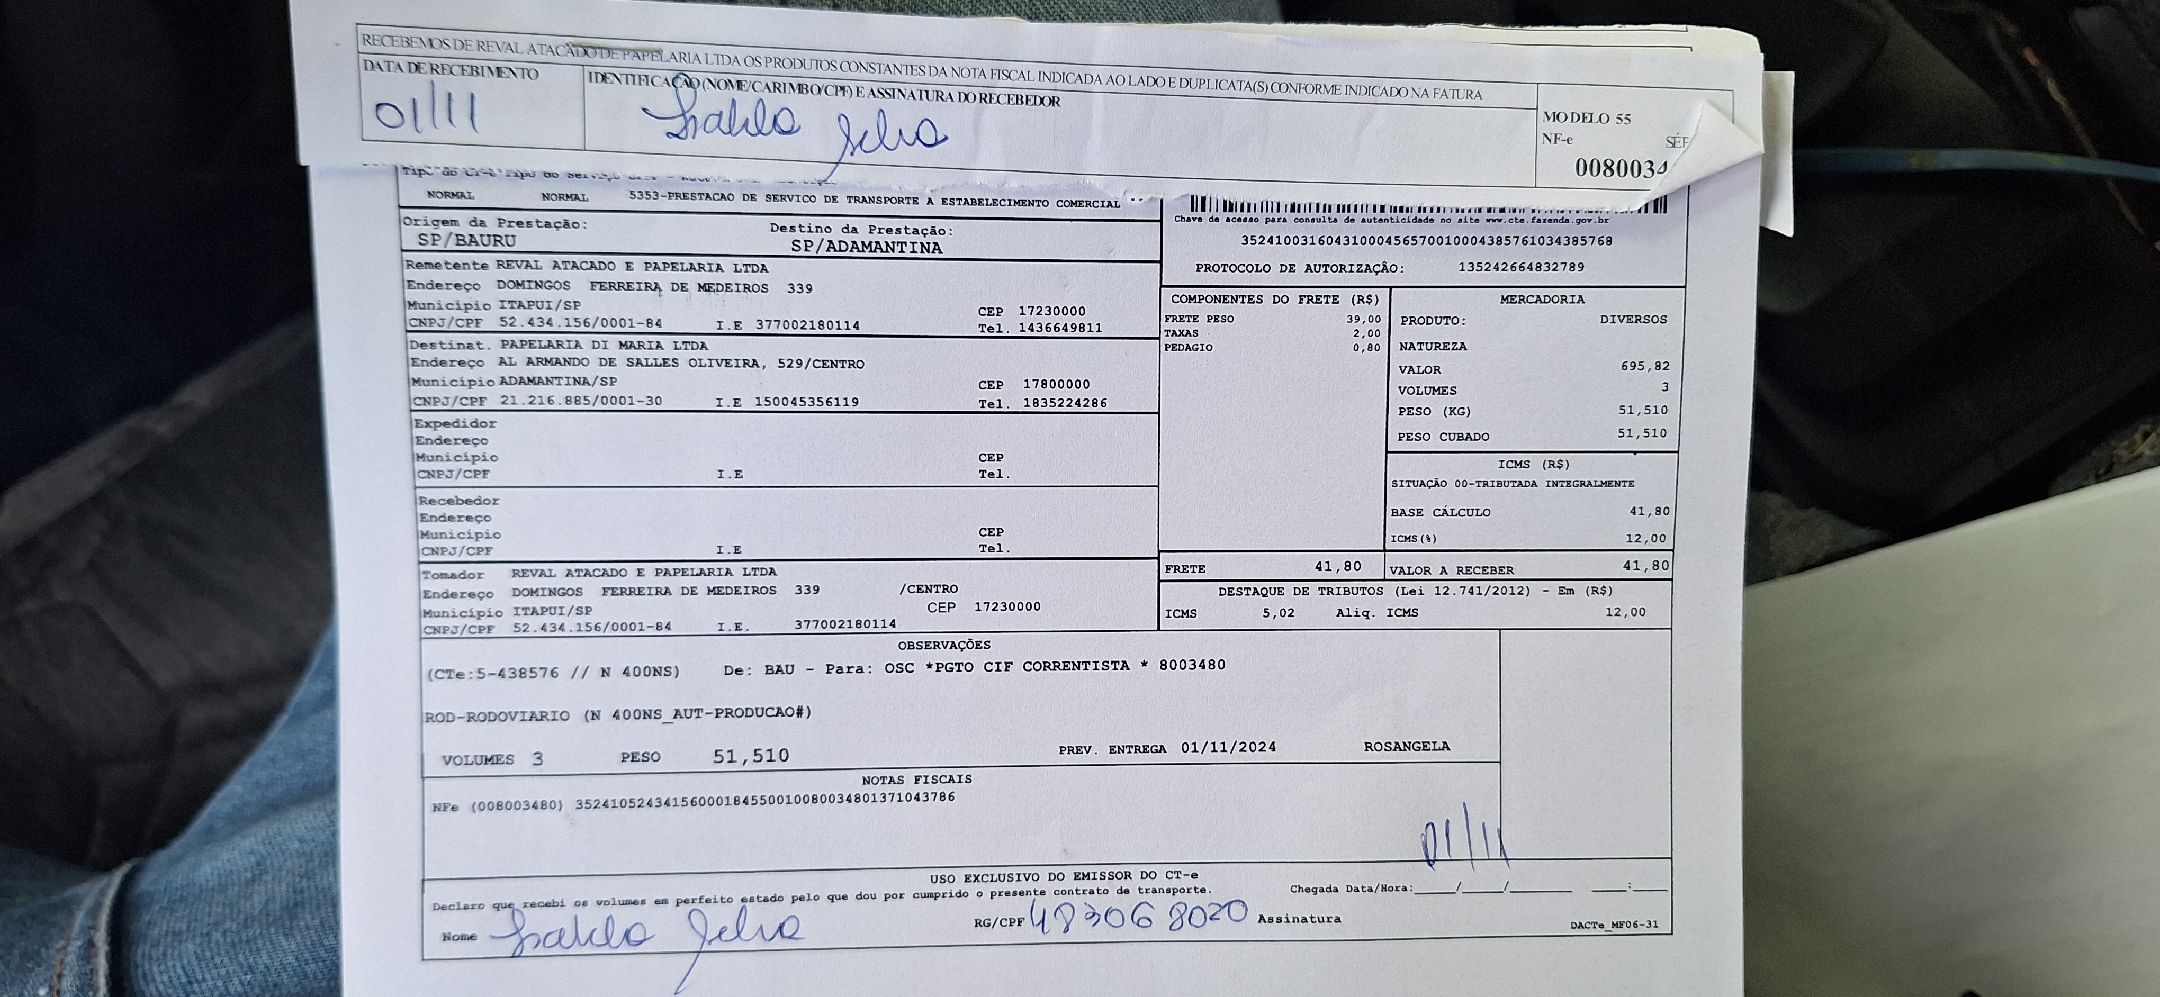 RECEBEMOS DE REVAL ATACADO DE PAPELARIA LTDA OS PRODUTOS CONSTANTES DA NOTA FISCAL INDICADA AO LADO E DUPLICATA(S) CONFORME INDICADO NA FATURA
DATA DE RECEBIMENTO
01/11
IDENTIFICAÇÃO (NOME/CARIMBO/CPF) E ASSINATURA DO RECEBEDOR
MODELO 55
NF-e
0080034
NORMAL NORMAL 5353-PRESTACAO DE SERVICO DE TRANSPORTE A ESTABELECIMENTO COMERCIAL
Chave de acesso para consulta de autenticidade no site www.cte.fazenda.gov.br
35241003160431000456570010004385761034385768
PROTOCOLO DE AUTORIZAÇÃO: 135242664832789
Origem da Prestação:
SP/BAURU
Destino da Prestação:
SP/ADAMANTINA
Remetente REVAL ATACADO E PAPELARIA LTDA
Endereço DOMINGOS FERREIRA DE MEDEIROS 339
Município ITAPUI/SP CEP 17230000
CNPJ/CPF 52.434.156/0001-84 I.E 377002180114 Tel. 1436649811
Destinat. PAPELARIA DI MARIA LTDA
Endereço AL ARMANDO DE SALLES OLIVEIRA, 529/CENTRO
Município ADAMANTINA/SP CEP 17800000
CNPJ/CPF 21.216.885/0001-30 I.E 150045356119 Tel. 1835224286
Expedidor
Endereço
Município CEP
CNPJ/CPF I.E Tel.
Recebedor
Endereço
Município CEP
CNPJ/CPF I.E Tel.
Tomador REVAL ATACADO E PAPELARIA LTDA
Endereço DOMINGOS FERREIRA DE MEDEIROS 339 /CENTRO
Município ITAPUI/SP CEP 17230000
CNPJ/CPF 52.434.156/0001-84 I.E. 377002180114
COMPONENTES DO FRETE (R$)
FRETE PESO 39,00
TAXAS 2,00
PEDAGIO 0,80
MERCADORIA
PRODUTO: DIVERSOS
NATUREZA
VALOR 695,82
VOLUMES 3
PESO (KG) 51,510
PESO CUBADO 51,510
ICMS (R$)
SITUAÇÃO 00-TRIBUTADA INTEGRALMENTE
BASE CÁLCULO 41,80
ICMS(%) 12,00
FRETE 41,80 VALOR A RECEBER 41,80
DESTAQUE DE TRIBUTOS (Lei 12.741/2012) - Em (R$)
ICMS 5,02 Aliq. ICMS 12,00
OBSERVAÇÕES
(CTe:5-438576 // N 400NS) De: BAU - Para: OSC *PGTO CIF CORRENTISTA * 8003480
ROD-RODOVIARIO (N 400NS_AUT-PRODUCAO#)
VOLUMES 3 PESO 51,510 PREV. ENTREGA 01/11/2024 ROSANGELA
NOTAS FISCAIS
NFe (008003480) 35241052434156000184550010080034801371043786
01/11
USO EXCLUSIVO DO EMISSOR DO CT-e
Declaro que recebi os volumes em perfeito estado pelo que dou por cumprido o presente contrato de transporte. Chegada Data/Hora:____/____/______ ____:____
Nome RG/CPF 483068020 Assinatura DACTe_MF06-31